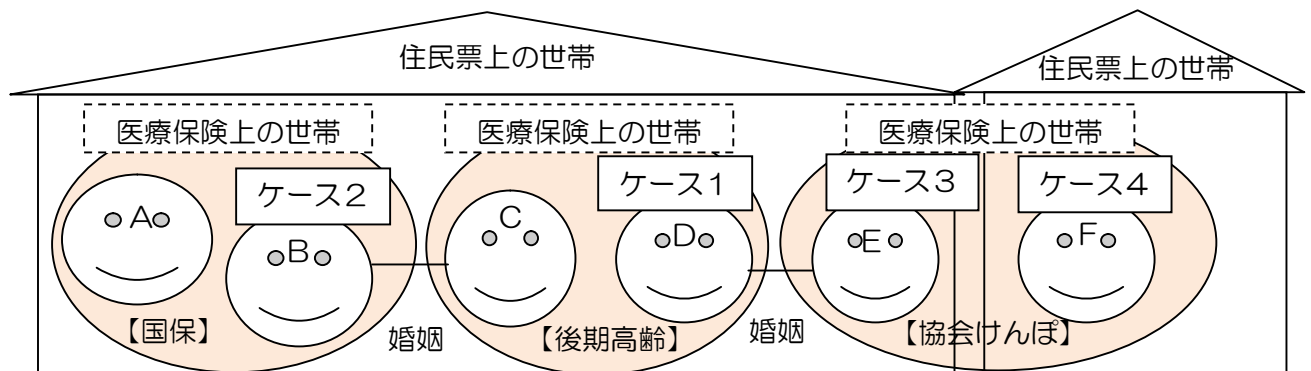 住民票上の世帯
住民票上の世帯
医療保険上の世帯
医療保険上の世帯
医療保険上の世帯
ケース2
ケース1
ケース3
ケース4
A
B
C
D
E
F
【国保】
婚姻
【後期高齢】
婚姻
【協会けんぽ】